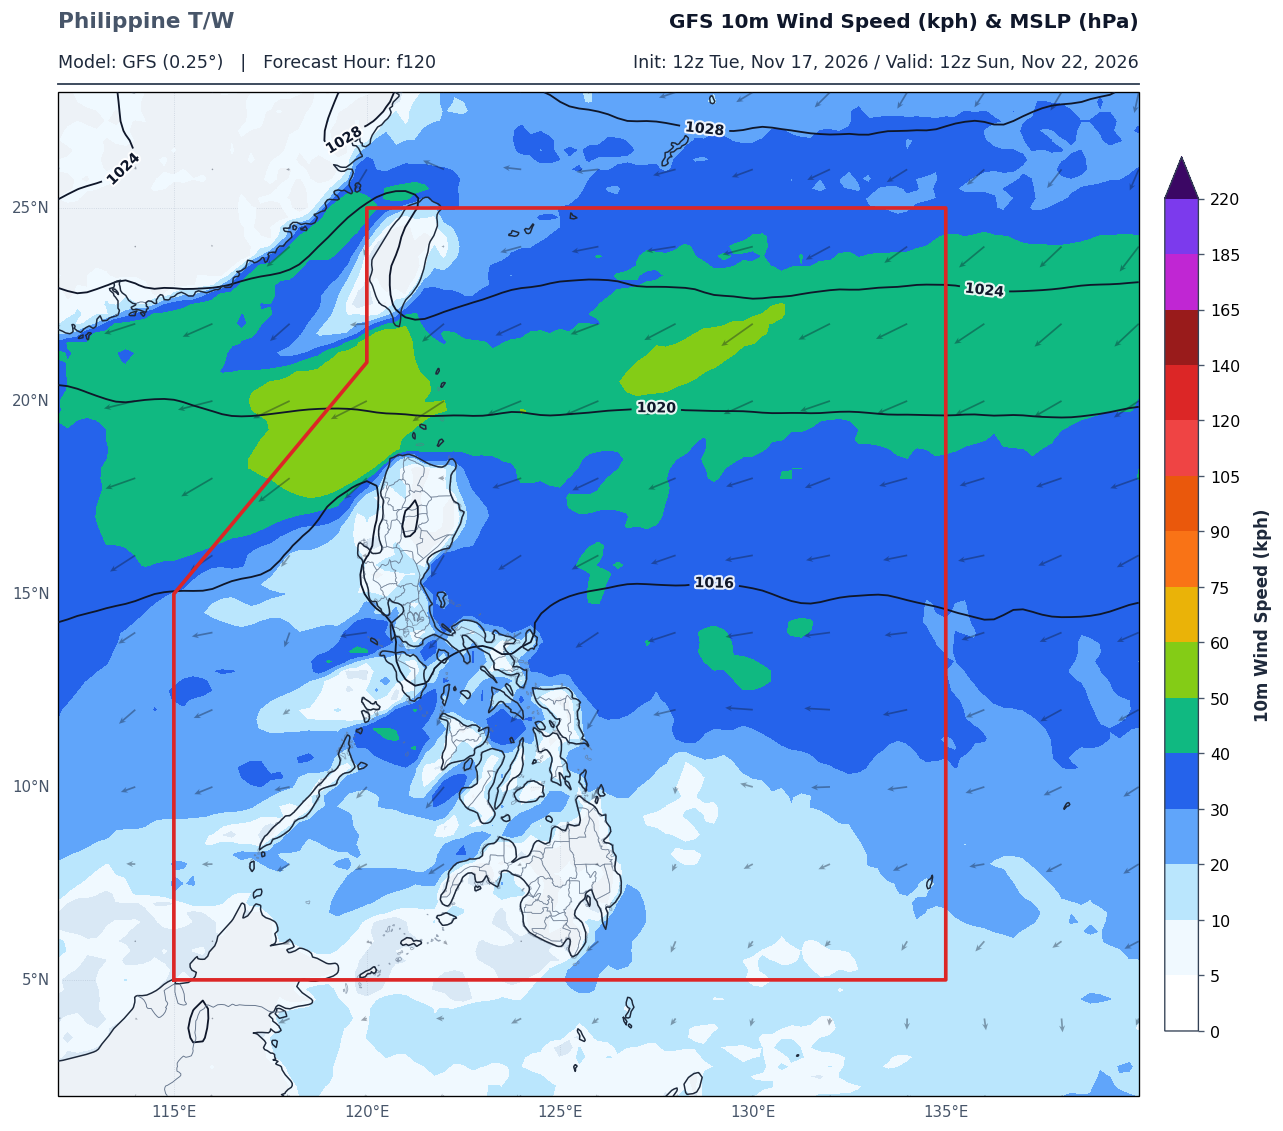 Philippine T/W
GFS 10m Wind Speed (kph) & MSLP (hPa)
Model: GFS (0.25°) | Forecast Hour: f120
Init: 12z Tue, Nov 17, 2026 / Valid: 12z Sun, Nov 22, 2026
1028
1028
1024
1024
1020
1016
25°N
20°N
15°N
10°N
5°N
115°E
120°E
125°E
130°E
135°E
220
185
165
140
120
105
90
75
60
50
40
30
20
10
5
0
10m Wind Speed (kph)